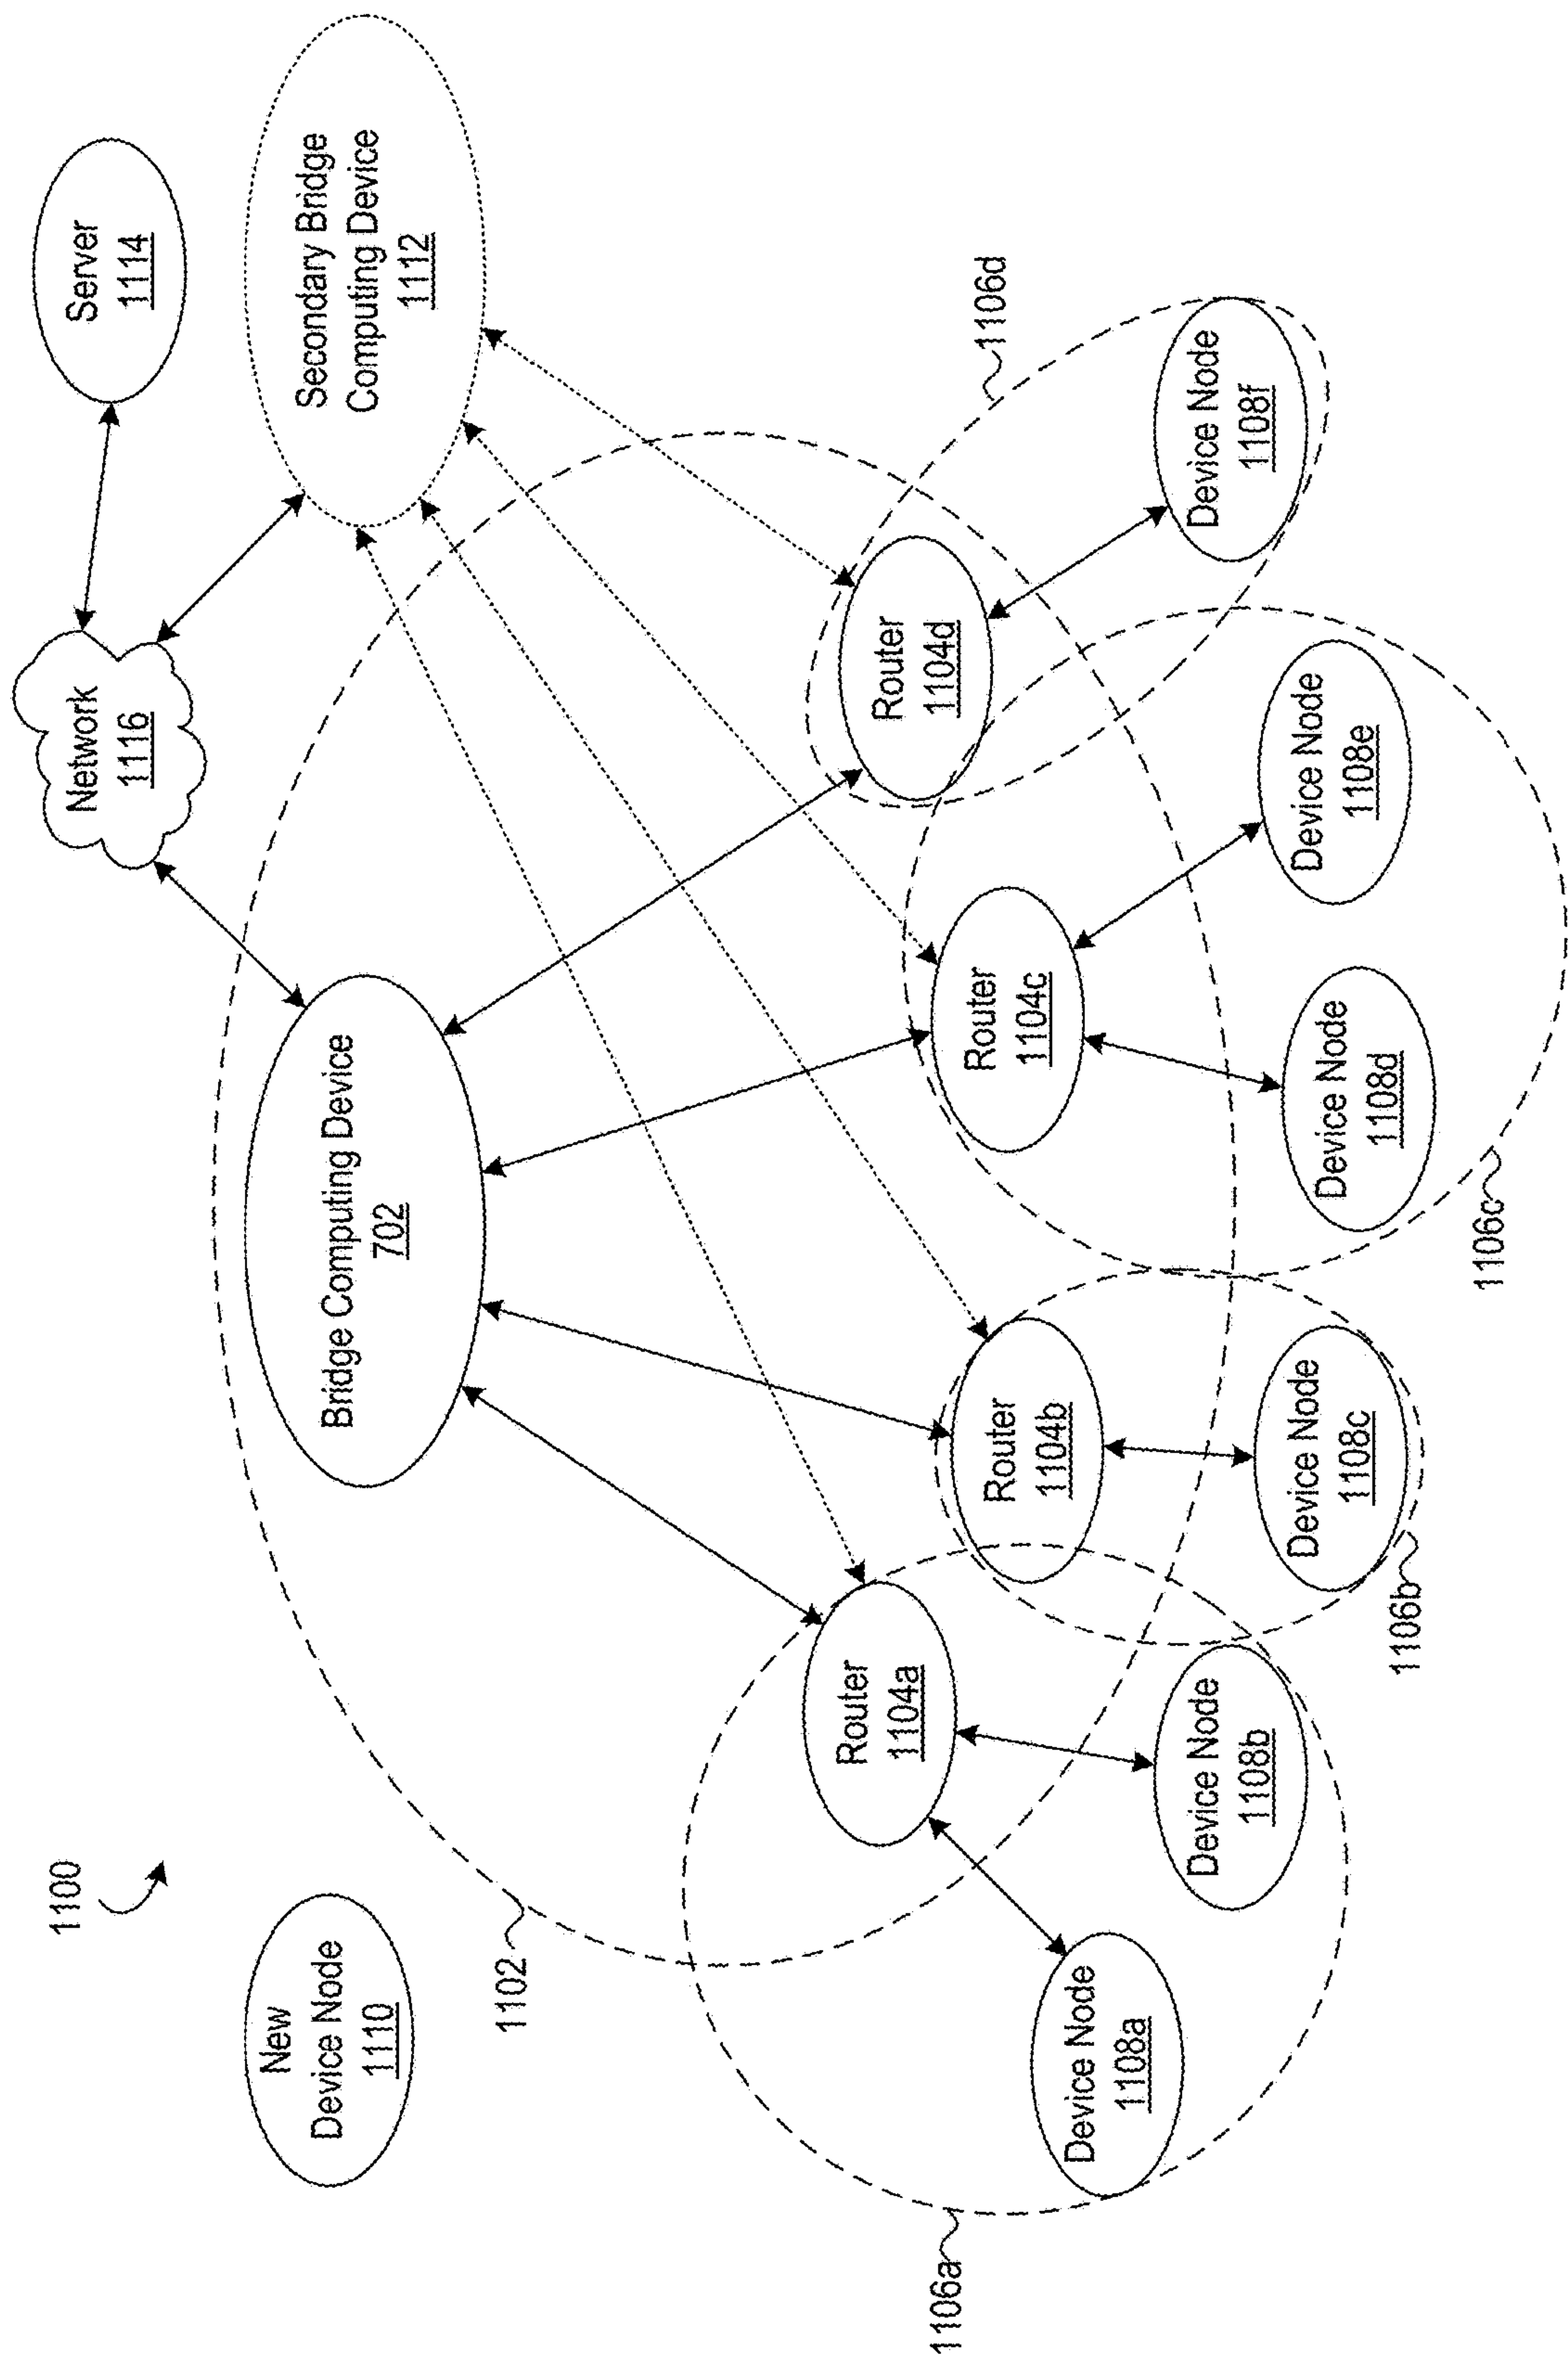 1100
New
Device Node
1110
Network
1116
Server
1114
1102
Bridge Computing Device
702
Secondary Bridge
Computing Device
1112
1106a
Router
1104a
Router
1104b
Router
1104c
Router
1104d
1106d
Device Node
1108a
Device Node
1108b
Device Node
1108c
Device Node
1108d
Device Node
1108e
Device Node
1108f
1106b
1106c